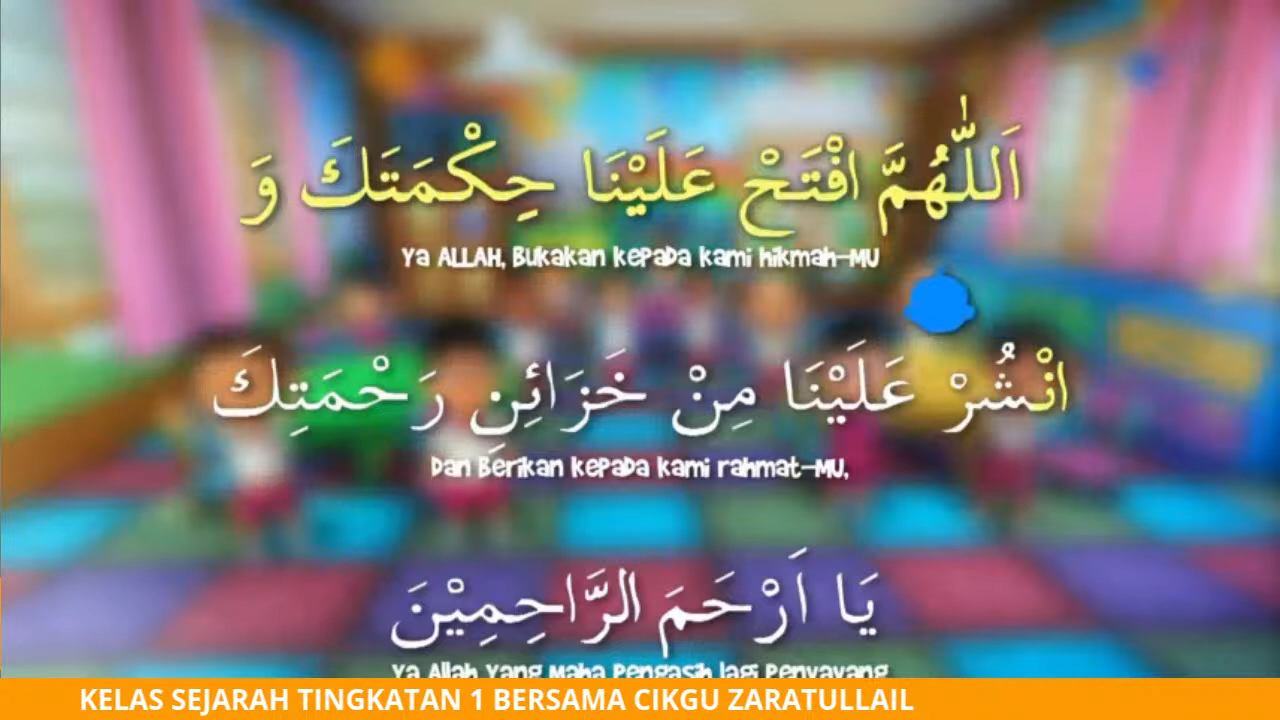 اَللّٰهُمَّ افْتَحْ عَلَيْنَا حِكْمَتَكَ وَ
Ya ALLAH, Bukakan kepada kami hikmah-MU
انْشُرْ عَلَيْنَا مِنْ خَزَائِنِ رَحْمَتِكَ
Dan Berikan kepada kami rahmat-MU,
يَا اَرْحَمَ الرَّاحِمِيْنَ
Ya Allah Yang Maha Pengasih lagi Penyayang
KELAS SEJARAH TINGKATAN 1 BERSAMA CIKGU ZARATULLAIL